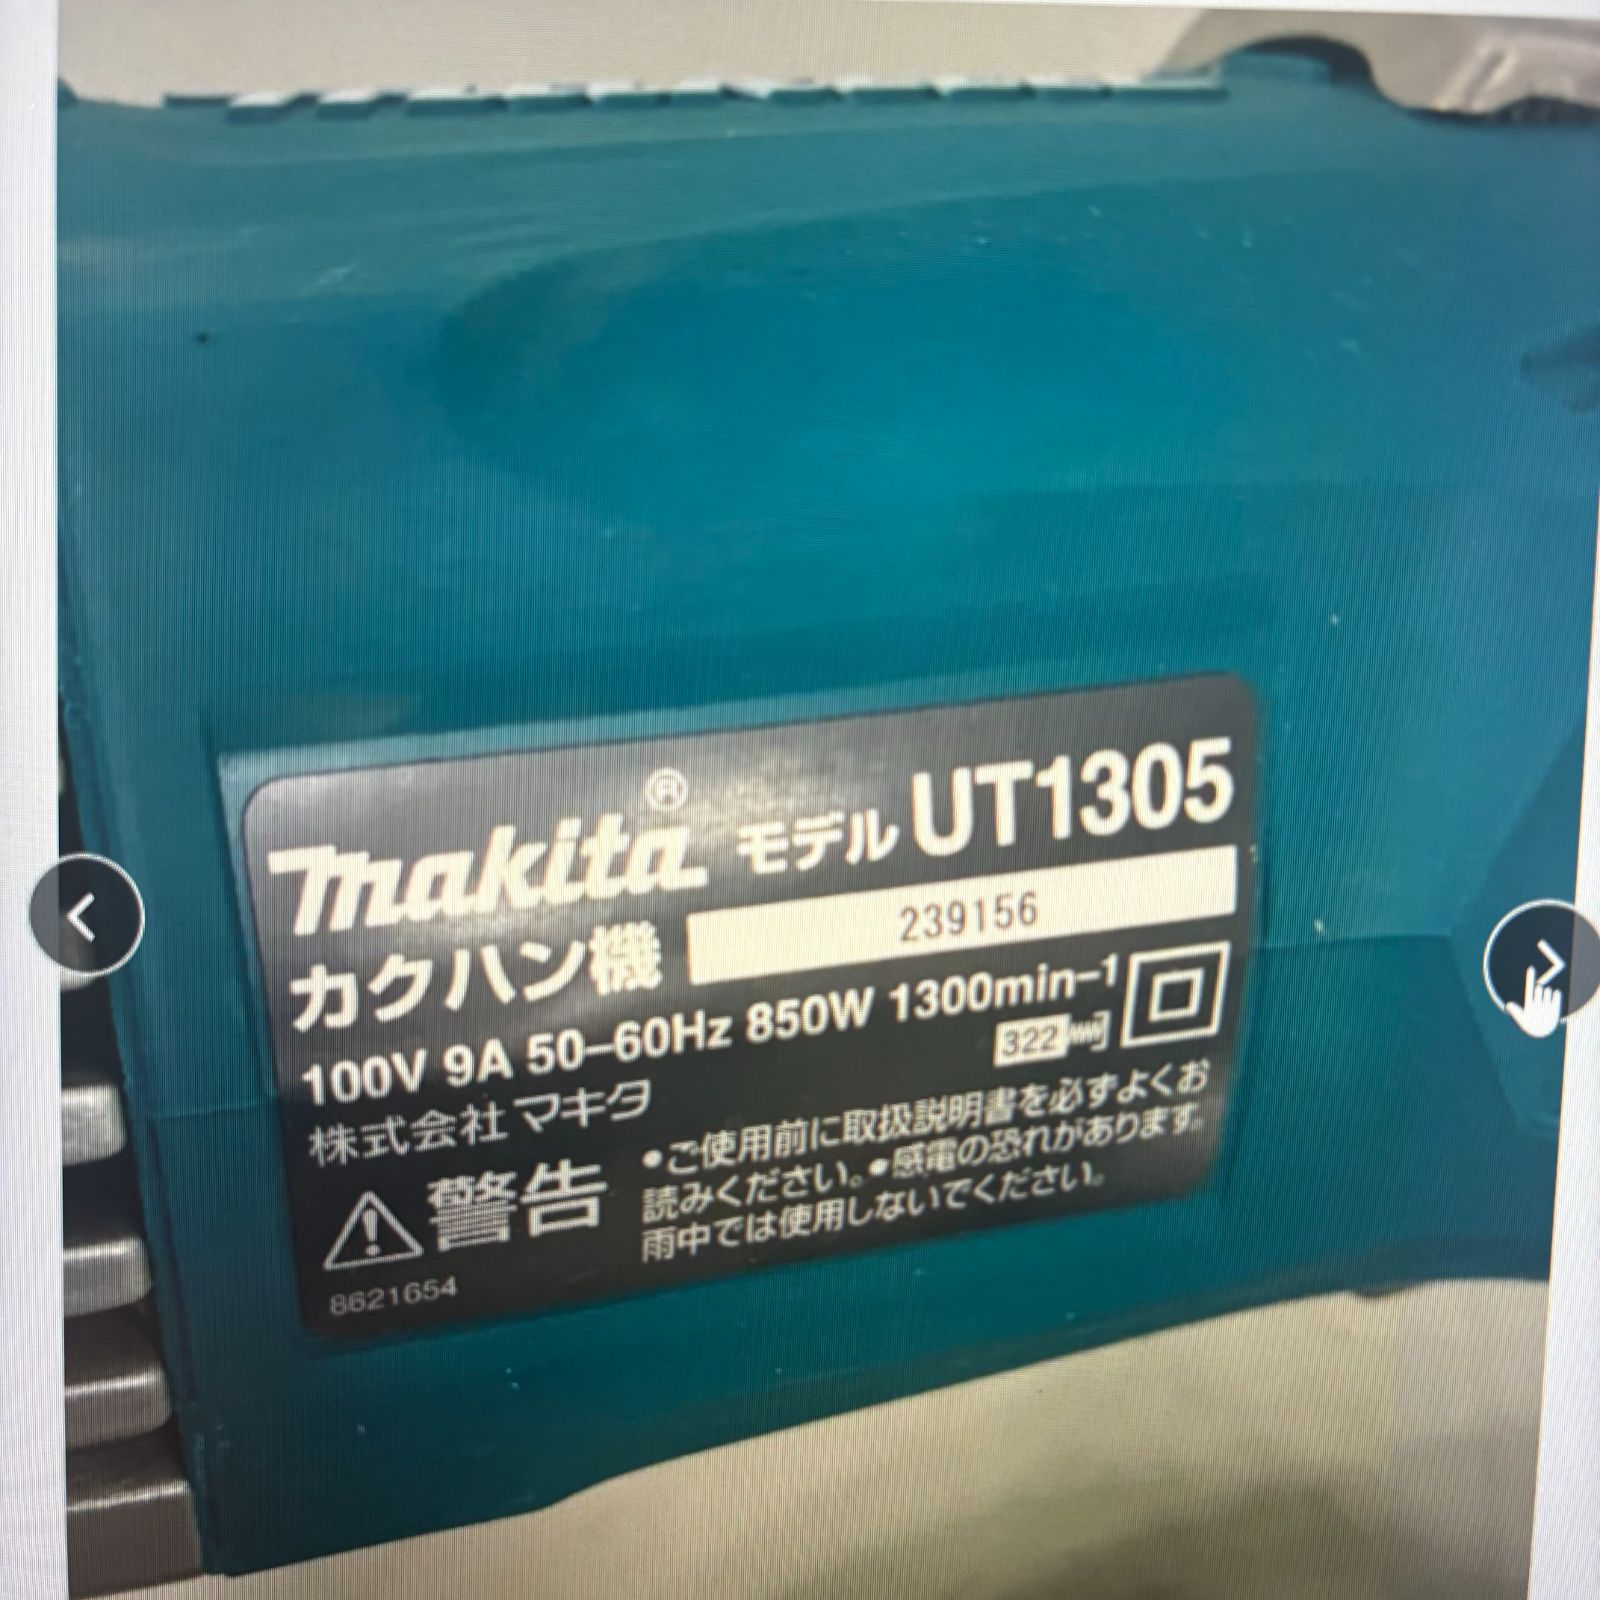 makita® モデル UT1305
カクハン機 239156
100V 9A 50–60Hz 850W 1300min–1
322
株式会社 マキタ
警告
•ご使用前に取扱説明書を必ずよくお
読みください。•感電の恐れがあります。
雨中では使用しないでください。
8621654